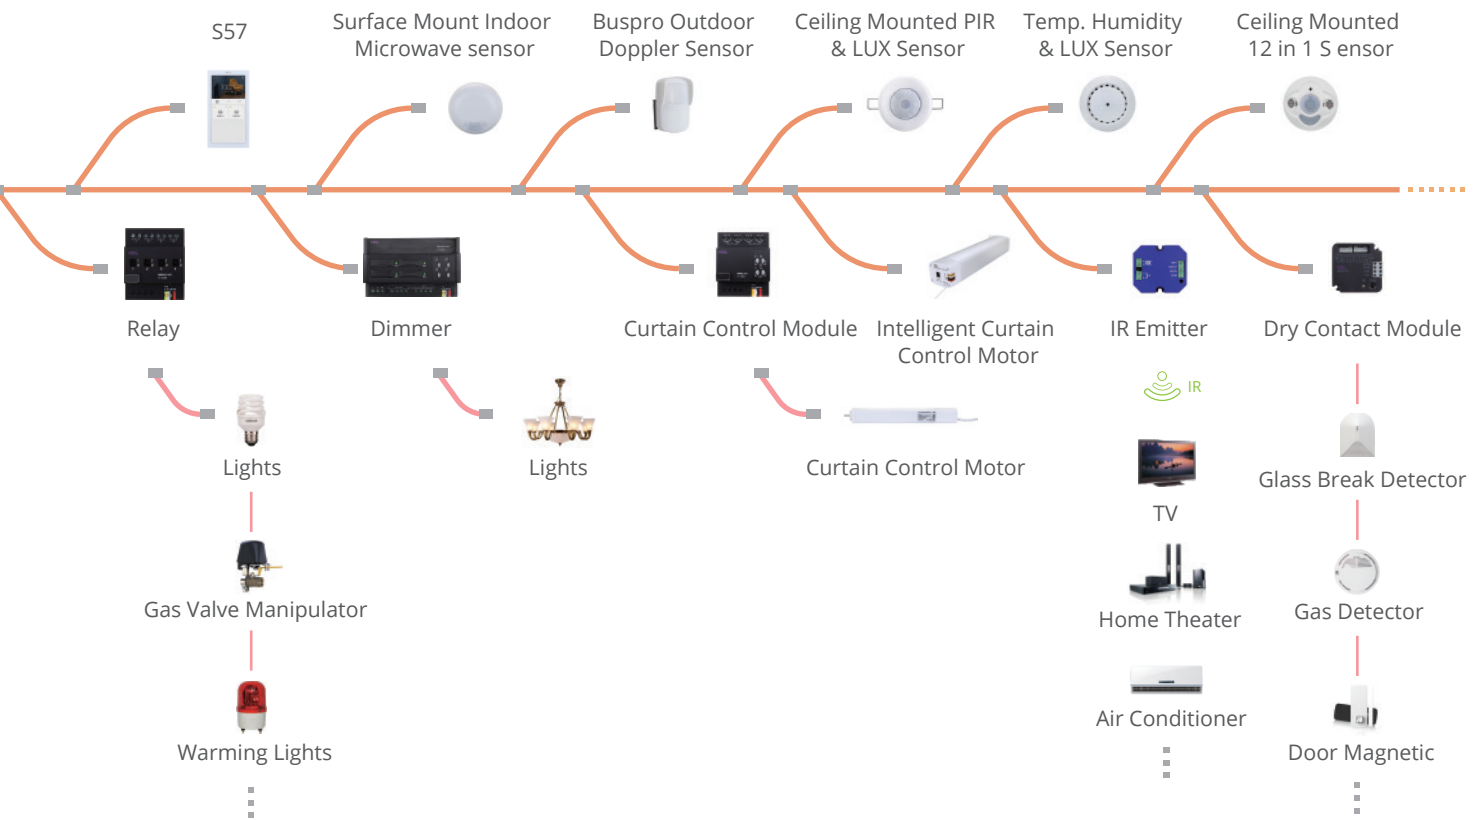 S57
Surface Mount Indoor
Microwave sensor
Buspro Outdoor
Doppler Sensor
Ceiling Mounted PIR
& LUX Sensor
Temp. Humidity
& LUX Sensor
Ceiling Mounted
12 in 1 S ensor
Relay
Dimmer
Curtain Control Module
Intelligent Curtain
Control Motor
IR Emitter
Dry Contact Module
IR
Lights
Lights
Curtain Control Motor
TV
Glass Break Detector
Gas Valve Manipulator
Home Theater
Gas Detector
Air Conditioner
Warming Lights
Door Magnetic